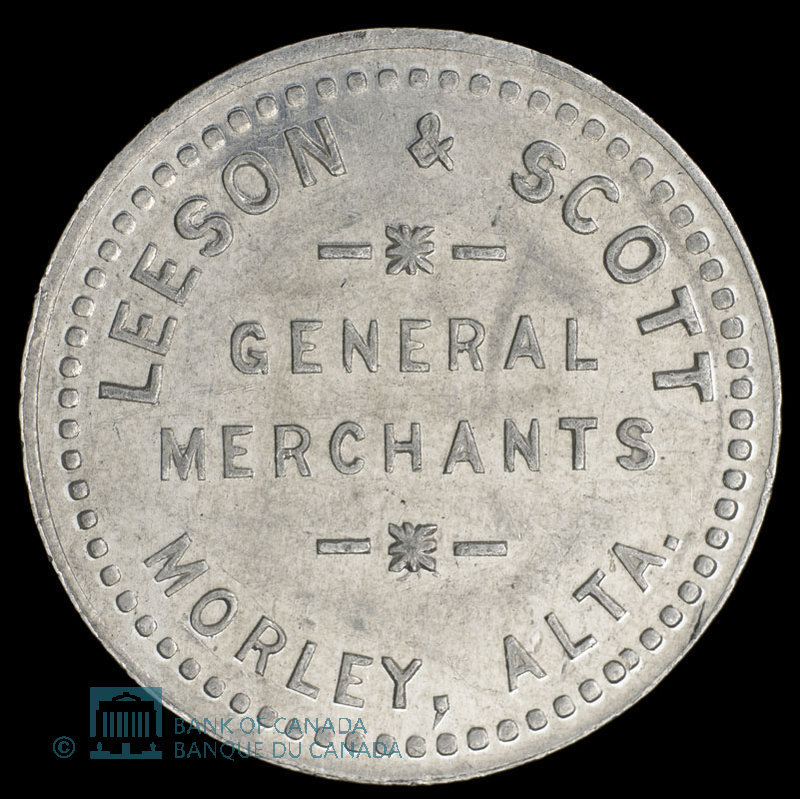 LEESON & SCOTT
GENERAL
MERCHANTS
MORLEY, ALTA.
© BANK OF CANADA
BANQUE DU CANADA